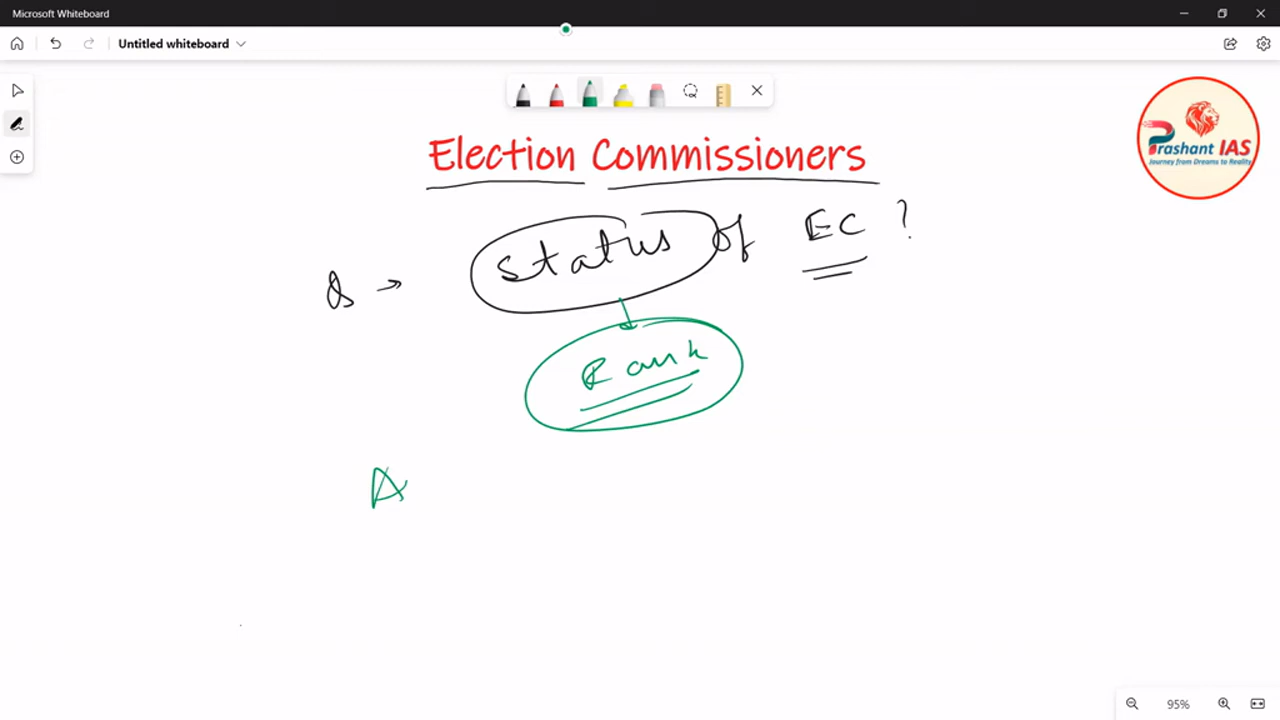 Microsoft Whiteboard
Untitled whiteboard
Election Commissioners
Prashant IAS
Journey from Dreams to Reality
Q → Status of EC ?
Rank
A
95%